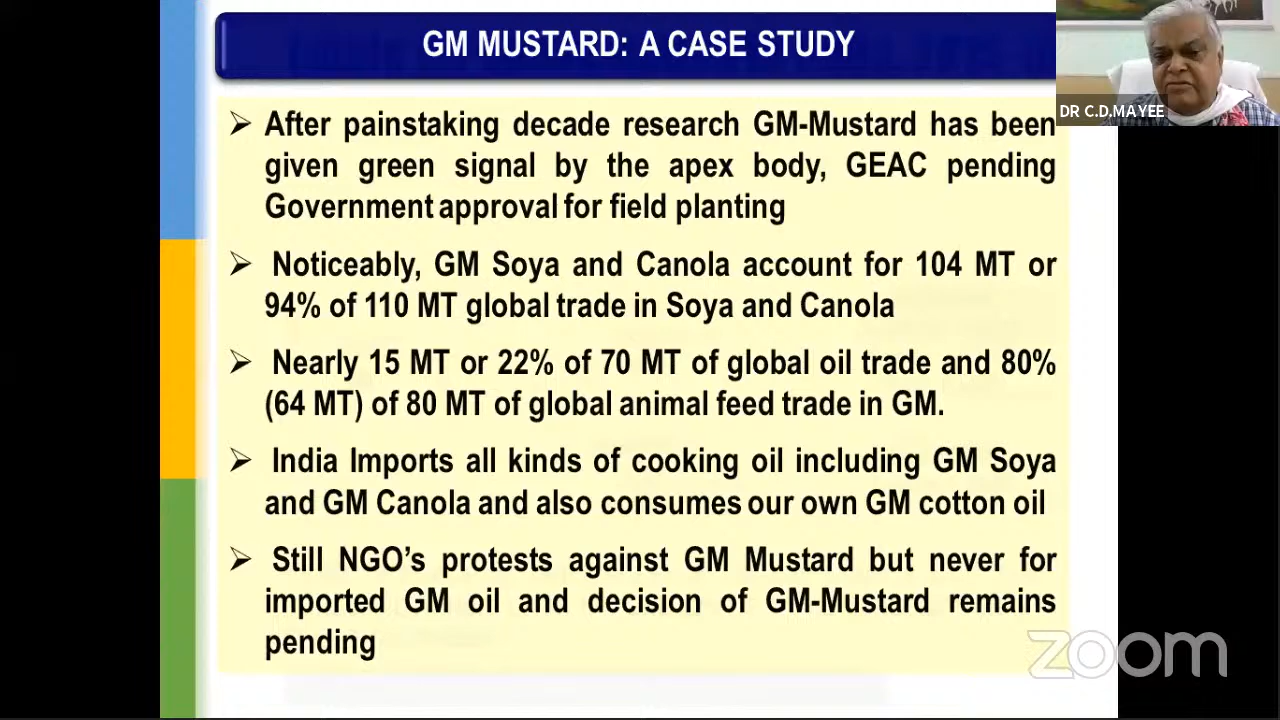 GM MUSTARD: A CASE STUDY
DR C.D.MAYEE
➢ After painstaking decade research GM-Mustard has been
given green signal by the apex body, GEAC pending
Government approval for field planting
➢ Noticeably, GM Soya and Canola account for 104 MT or
94% of 110 MT global trade in Soya and Canola
➢ Nearly 15 MT or 22% of 70 MT of global oil trade and 80%
(64 MT) of 80 MT of global animal feed trade in GM.
➢ India Imports all kinds of cooking oil including GM Soya
and GM Canola and also consumes our own GM cotton oil
➢ Still NGO’s protests against GM Mustard but never for
imported GM oil and decision of GM-Mustard remains
pending
zoom